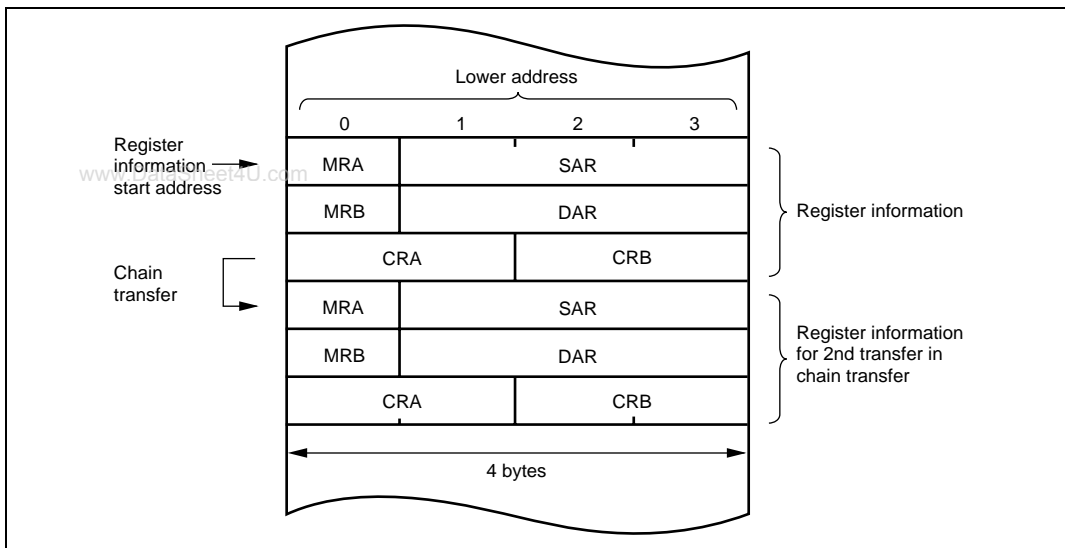 Lower address
0 1 2 3
Register
information
start address
www.DataSheet4U.com
MRA SAR
MRB DAR
CRA CRB
Register information
Chain
transfer
MRA SAR
MRB DAR
CRA CRB
Register information
for 2nd transfer in
chain transfer
4 bytes